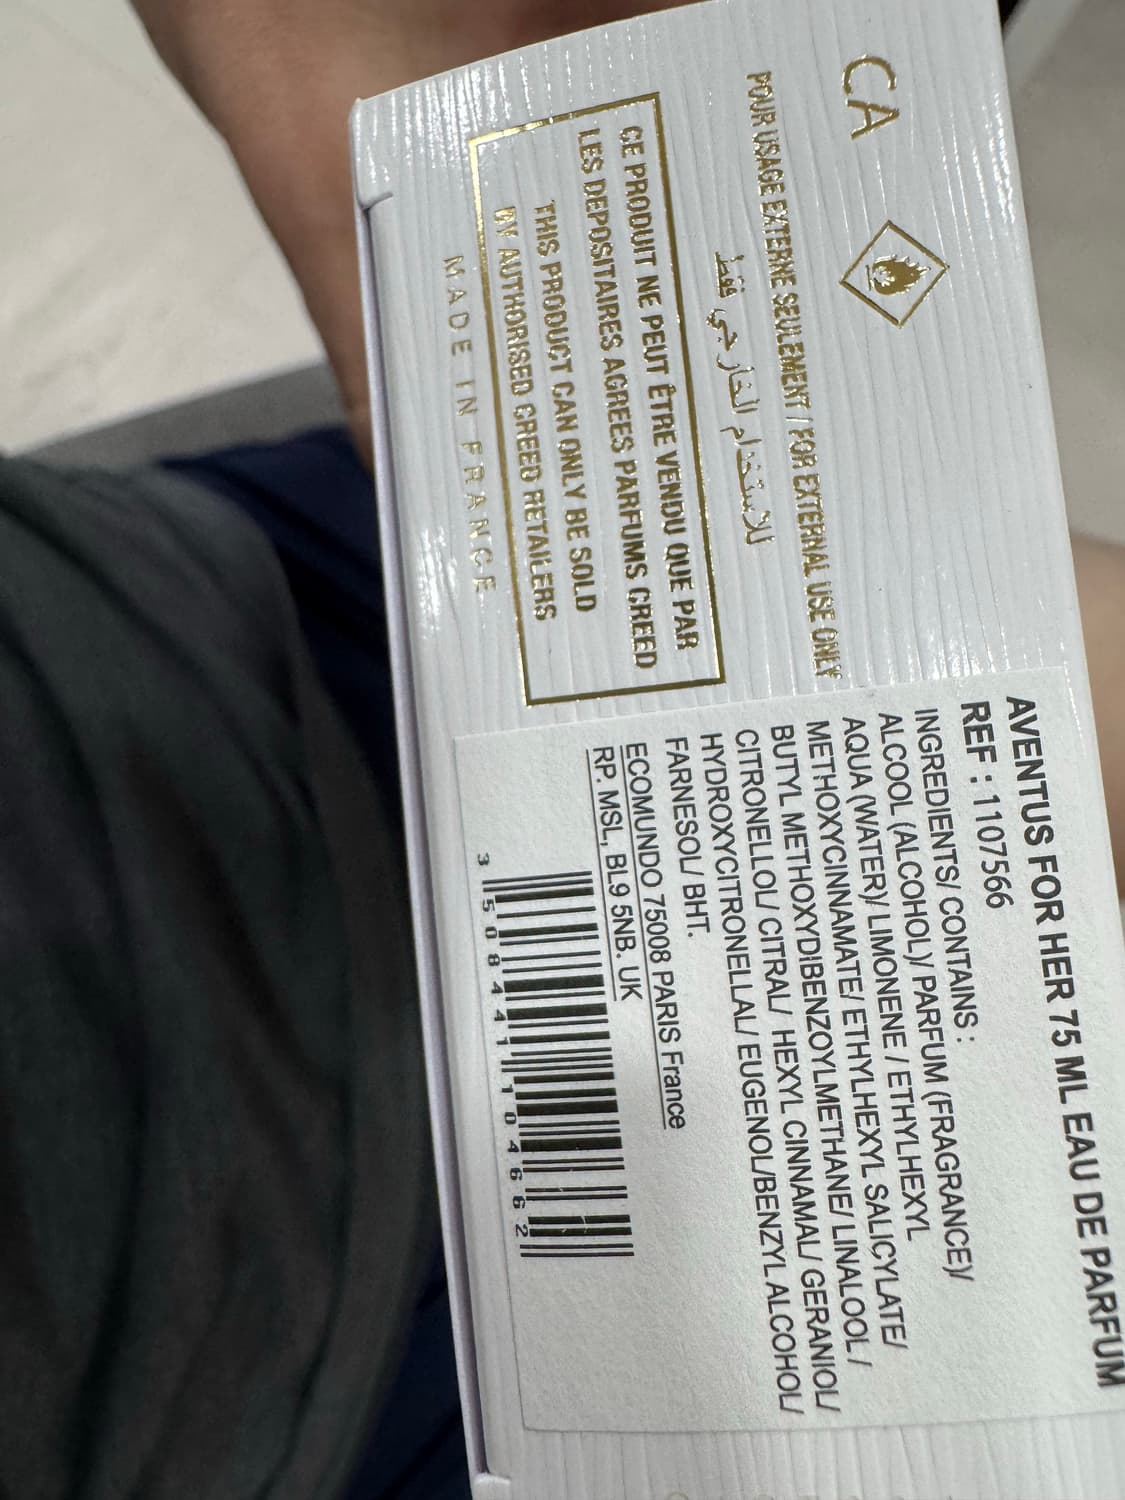 CA
POUR USAGE EXTERNE SEULEMENT / FOR EXTERNAL USE ONLY
للاستخدام الخارجي فقط
CE PRODUIT NE PEUT ÊTRE VENDU QUE PAR
LES DEPOSITAIRES AGREES PARFUMS CREED
THIS PRODUCT CAN ONLY BE SOLD
BY AUTHORISED CREED RETAILERS
MADE IN FRANCE
AVENTUS FOR HER 75 ML EAU DE PARFUM
REF : 1107566
INGREDIENTS/ CONTAINS :
ALCOOL (ALCOHOL)/ PARFUM (FRAGRANCE)/
AQUA (WATER)/ LIMONENE / ETHYLHEXYL
METHOXYCINNAMATE/ ETHYLHEXYL SALICYLATE/
BUTYL METHOXYDIBENZOYLMETHANE/ LINALOOL /
CITRONELLOL/ CITRAL/ HEXYL CINNAMAL/ GERANIOL/
HYDROXYCITRONELLAL/ EUGENOL/BENZYL ALCOHOL/
FARNESOL/ BHT.
ECOMUNDO 75008 PARIS France
RP. MSL, BL9 5NB. UK
3 508441 104662